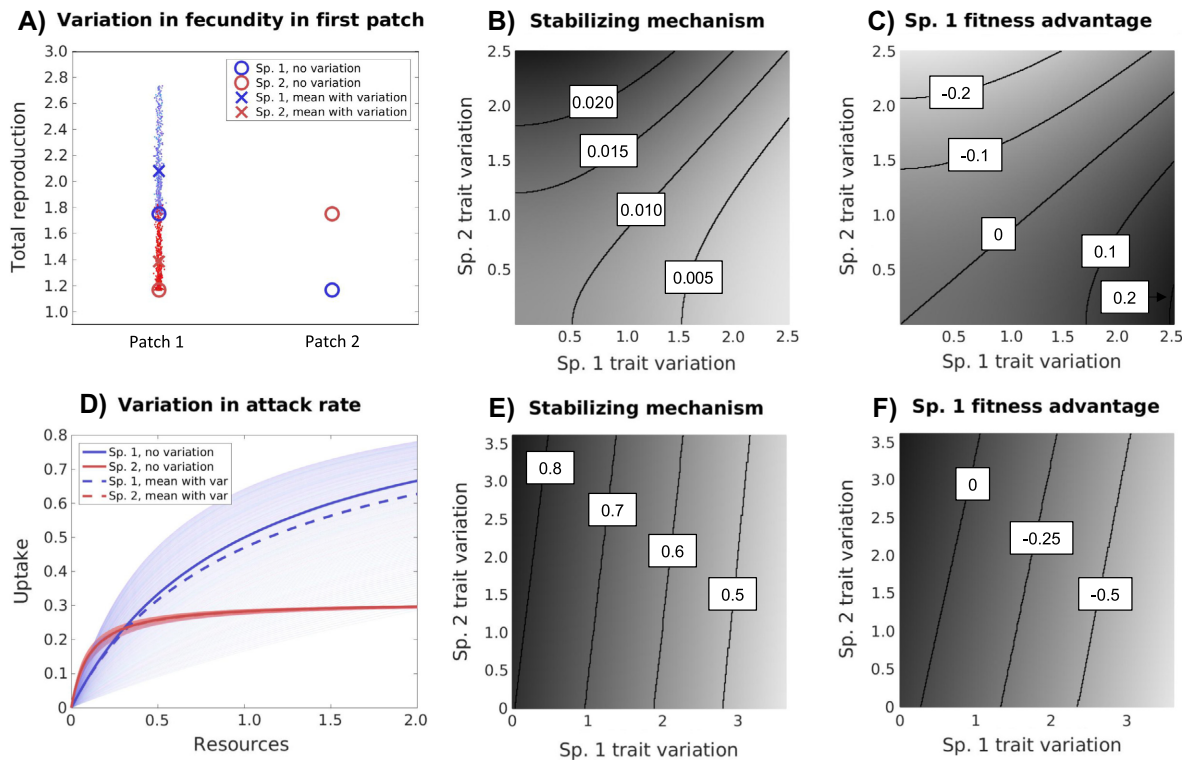 A) Variation in fecundity in first patch
Total reproduction
3.0
2.8
2.6
2.4
2.2
2.0
1.8
1.6
1.4
1.2
1.0
Sp. 1, no variation
Sp. 2, no variation
Sp. 1, mean with variation
Sp. 2, mean with variation
Patch 1 Patch 2
B) Stabilizing mechanism
Sp. 2 trait variation
2.5
2.0
1.5
1.0
0.5
0.020
0.015
0.010
0.005
0.5 1.0 1.5 2.0 2.5
Sp. 1 trait variation
C) Sp. 1 fitness advantage
Sp. 2 trait variation
2.5
2.0
1.5
1.0
0.5
-0.2
-0.1
0
0.1
0.2
0.5 1.0 1.5 2.0 2.5
Sp. 1 trait variation
D) Variation in attack rate
Uptake
0.8
0.7
0.6
0.5
0.4
0.3
0.2
0.1
0
Sp. 1, no variation
Sp. 2, no variation
Sp. 1, mean with var
Sp. 2, mean with var
0 0.5 1.0 1.5 2.0
Resources
E) Stabilizing mechanism
Sp. 2 trait variation
3.5
3.0
2.5
2.0
1.5
1.0
0.5
0
0.8
0.7
0.6
0.5
0 1 2 3
Sp. 1 trait variation
F) Sp. 1 fitness advantage
Sp. 2 trait variation
3.5
3.0
2.5
2.0
1.5
1.0
0.5
0
0
-0.25
-0.5
0 1 2 3
Sp. 1 trait variation